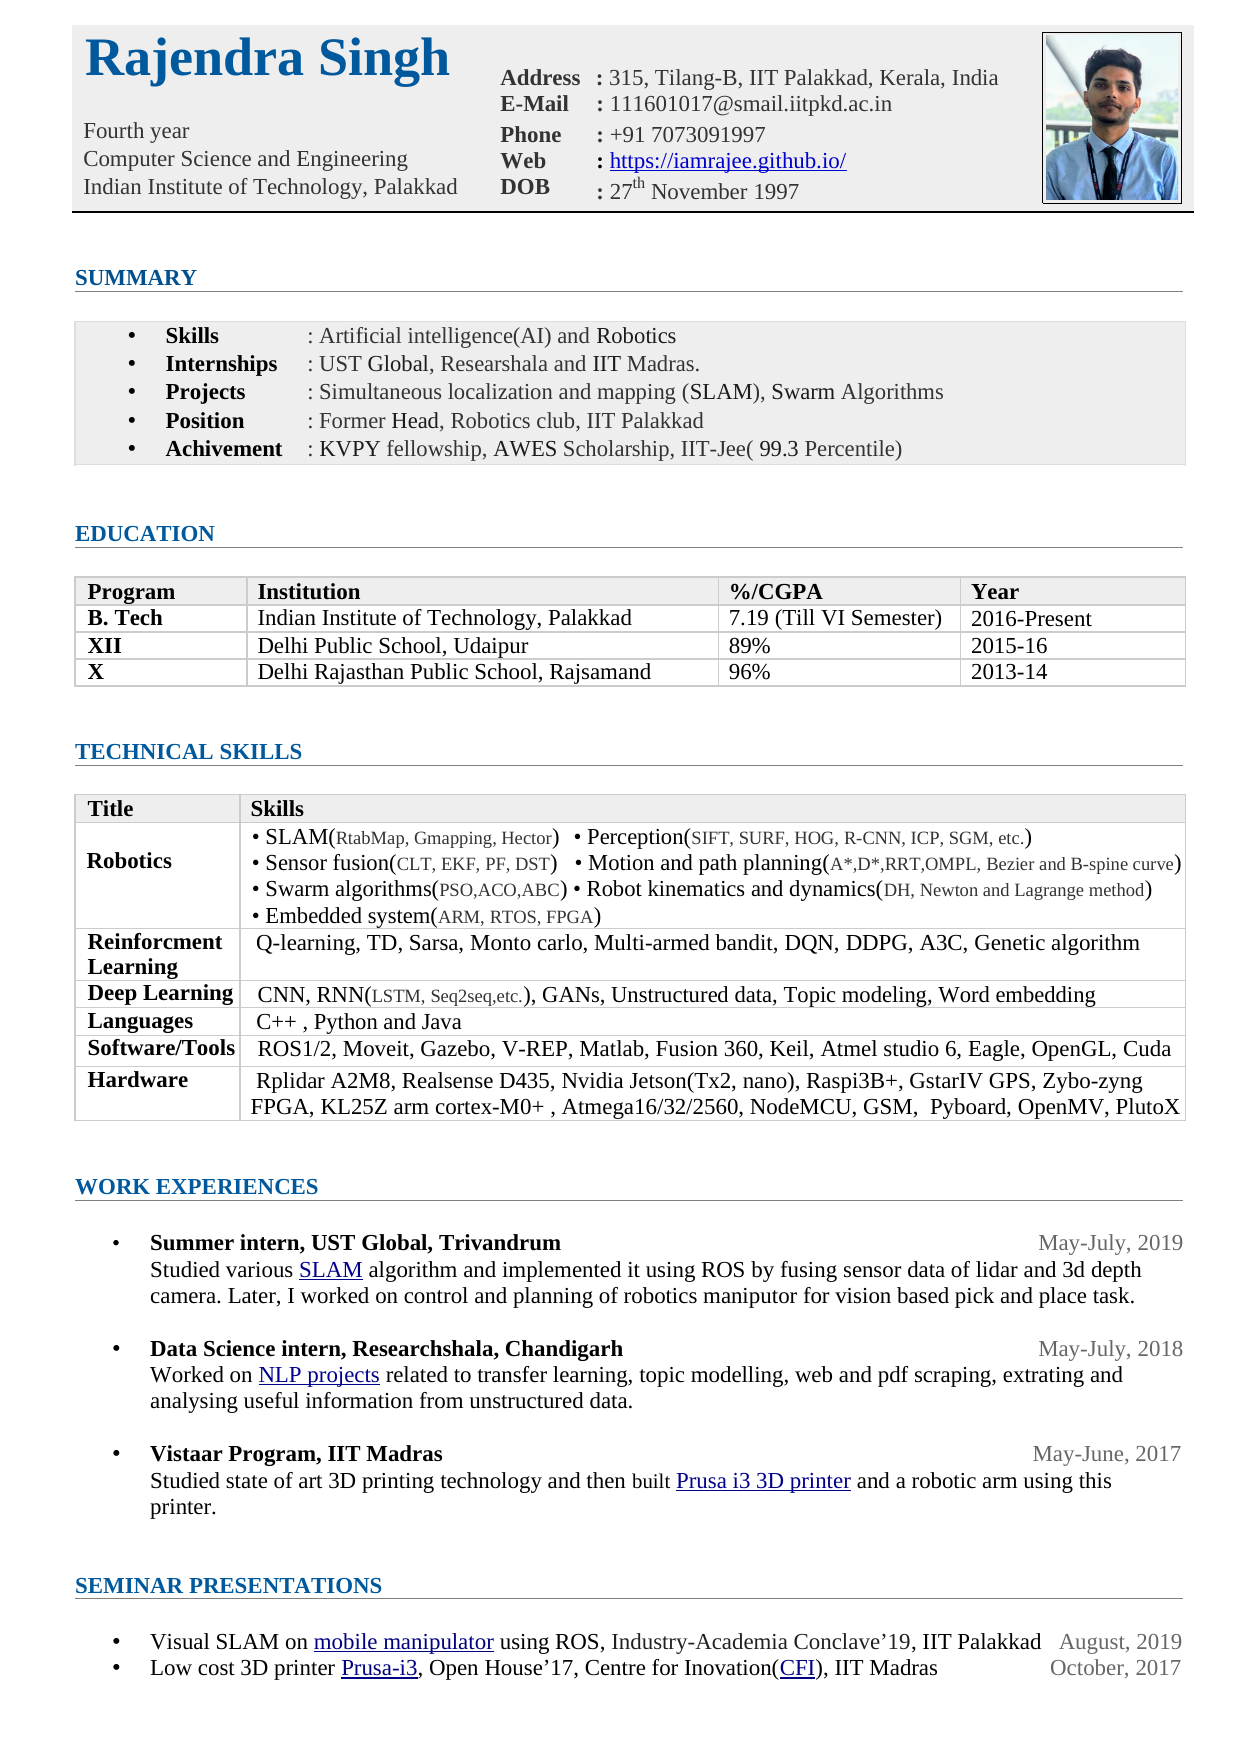 Rajendra Singh
Fourth year
Computer Science and Engineering
Indian Institute of Technology, Palakkad
Address : 315, Tilang-B, IIT Palakkad, Kerala, India
E-Mail : 111601017@smail.iitpkd.ac.in
Phone : +91 7073091997
Web : https://iamrajee.github.io/
DOB : 27th November 1997
SUMMARY
• Skills : Artificial intelligence(AI) and Robotics
• Internships : UST Global, Researshala and IIT Madras.
• Projects : Simultaneous localization and mapping (SLAM), Swarm Algorithms
• Position : Former Head, Robotics club, IIT Palakkad
• Achivement : KVPY fellowship, AWES Scholarship, IIT-Jee( 99.3 Percentile)
EDUCATION
Program Institution %/CGPA Year
B. Tech Indian Institute of Technology, Palakkad 7.19 (Till VI Semester) 2016-Present
XII Delhi Public School, Udaipur 89% 2015-16
X Delhi Rajasthan Public School, Rajsamand 96% 2013-14
TECHNICAL SKILLS
Title Skills
Robotics
• SLAM(RtabMap, Gmapping, Hector) • Perception(SIFT, SURF, HOG, R-CNN, ICP, SGM, etc.)
• Sensor fusion(CLT, EKF, PF, DST) • Motion and path planning(A*,D*,RRT,OMPL, Bezier and B-spine curve)
• Swarm algorithms(PSO,ACO,ABC) • Robot kinematics and dynamics(DH, Newton and Lagrange method)
• Embedded system(ARM, RTOS, FPGA)
Reinforcment Q-learning, TD, Sarsa, Monto carlo, Multi-armed bandit, DQN, DDPG, A3C, Genetic algorithm
Learning
Deep Learning CNN, RNN(LSTM, Seq2seq,etc.), GANs, Unstructured data, Topic modeling, Word embedding
Languages C++ , Python and Java
Software/Tools ROS1/2, Moveit, Gazebo, V-REP, Matlab, Fusion 360, Keil, Atmel studio 6, Eagle, OpenGL, Cuda
Hardware Rplidar A2M8, Realsense D435, Nvidia Jetson(Tx2, nano), Raspi3B+, GstarIV GPS, Zybo-zyng
FPGA, KL25Z arm cortex-M0+ , Atmega16/32/2560, NodeMCU, GSM, Pyboard, OpenMV, PlutoX
WORK EXPERIENCES
• Summer intern, UST Global, Trivandrum May-July, 2019
Studied various SLAM algorithm and implemented it using ROS by fusing sensor data of lidar and 3d depth
camera. Later, I worked on control and planning of robotics maniputor for vision based pick and place task.
• Data Science intern, Researchshala, Chandigarh May-July, 2018
Worked on NLP projects related to transfer learning, topic modelling, web and pdf scraping, extrating and
analysing useful information from unstructured data.
• Vistaar Program, IIT Madras May-June, 2017
Studied state of art 3D printing technology and then built Prusa i3 3D printer and a robotic arm using this
printer.
SEMINAR PRESENTATIONS
• Visual SLAM on mobile manipulator using ROS, Industry-Academia Conclave’19, IIT Palakkad August, 2019
• Low cost 3D printer Prusa-i3, Open House’17, Centre for Inovation(CFI), IIT Madras October, 2017